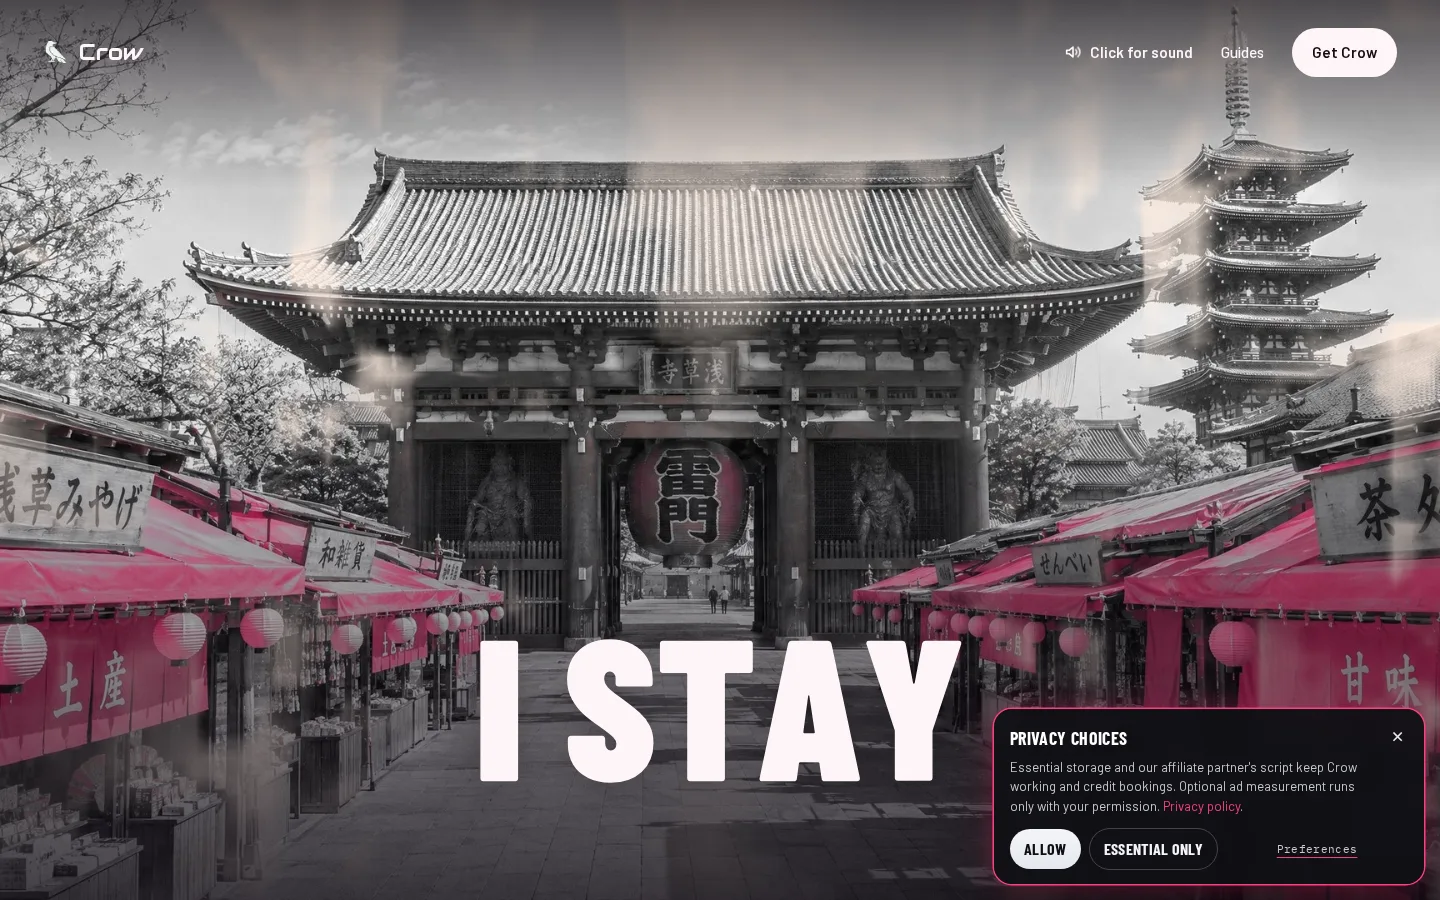 Crow
Click for sound
Guides
Get Crow
浅草寺
雷門
浅草みやげ
和雑貨
せんべい
茶
土産
甘味
I STAY
PRIVACY CHOICES
Essential storage and our affiliate partner's script keep Crow
working and credit bookings. Optional ad measurement runs
only with your permission. Privacy policy.
ALLOW
ESSENTIAL ONLY
Preferences